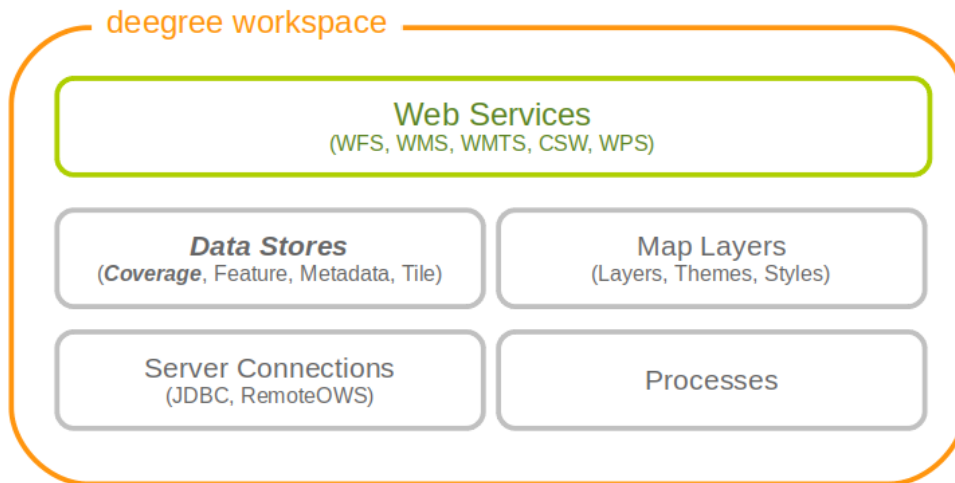 deegree workspace
Web Services
(WFS, WMS, WMTS, CSW, WPS)
Data Stores
(Coverage, Feature, Metadata, Tile)
Map Layers
(Layers, Themes, Styles)
Server Connections
(JDBC, RemoteOWS)
Processes